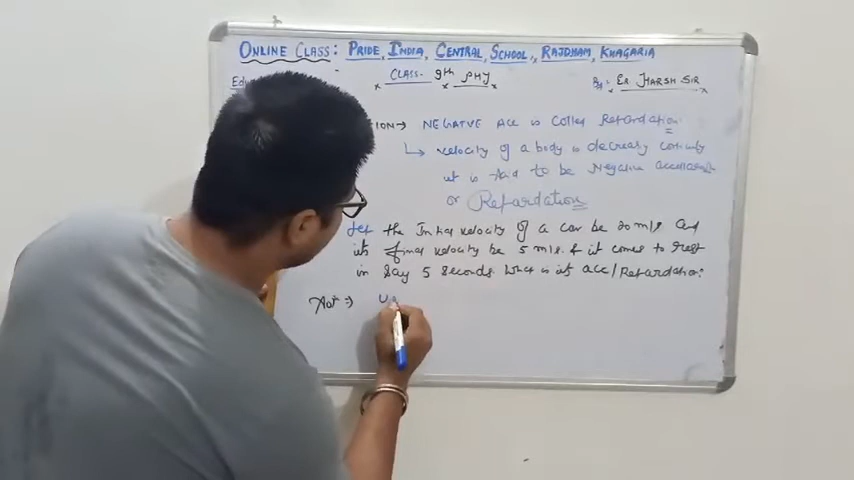 ONLINE CLASS: PRIDE INDIA CENTRAL SCHOOL, RAJDHAM, KHAGARIA
CLASS- 9th PHY By: Er HARSH SIR
ION → NEGATIVE Acc is called Retardation
↳ velocity of a body is decreasy
it is said to be Negative
or Retardation
Let the Initial velocity of a car be 20 m/s and
its final velocity be 5 m/s. & it comes to rest
in say 5 seconds what is its acc/Retardation?
⇒ U